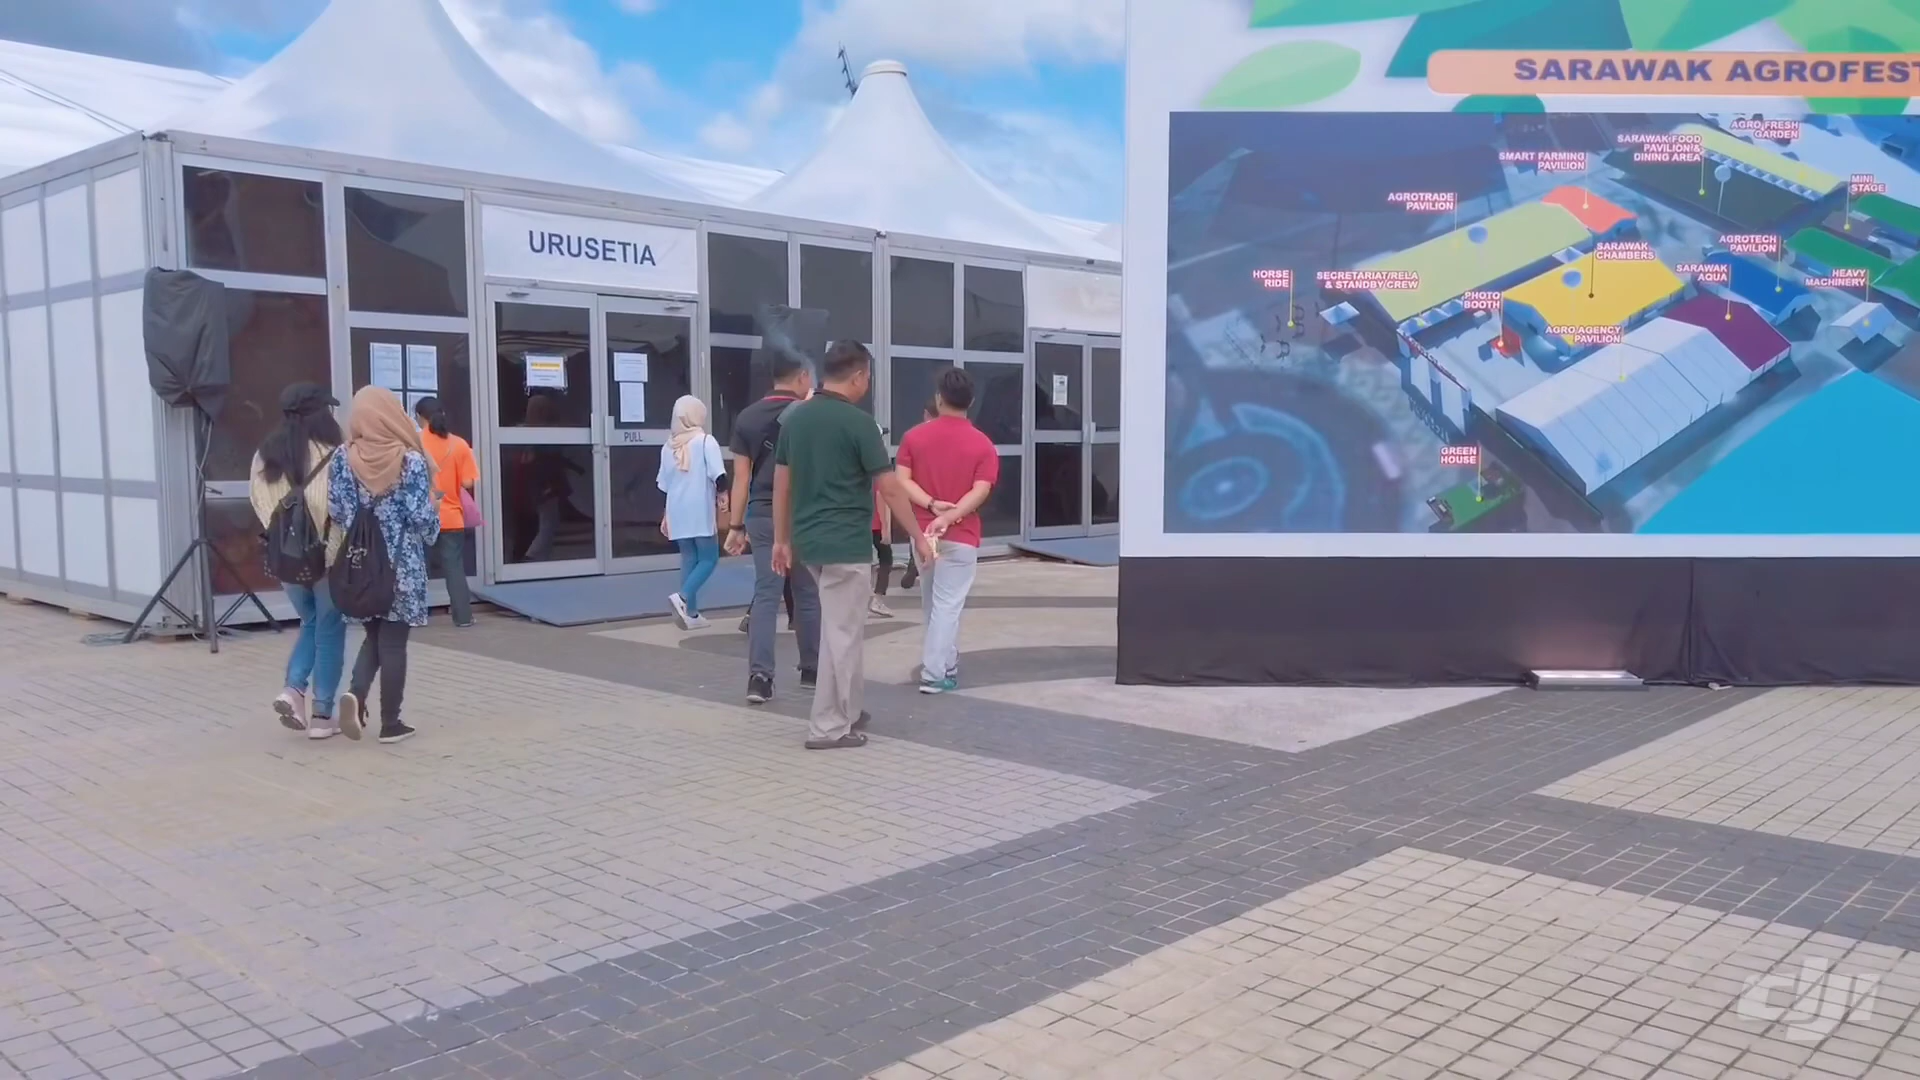 URUSETIA
PULL
SARAWAK AGROFEST
AGRO FRESH
GARDEN
SARAWAK FOOD
PAVILION &
DINING AREA
SMART FARMING
PAVILION
MINI
STAGE
AGROTRADE
PAVILION
SARAWAK
CHAMBERS
AGROTECH
PAVILION
HORSE
RIDE
SECRETARIAT/RELA
& STANDBY CREW
SARAWAK
AQUA
HEAVY
MACHINERY
PHOTO
BOOTH
AGRO AGENCY
PAVILION
GREEN
HOUSE
dji